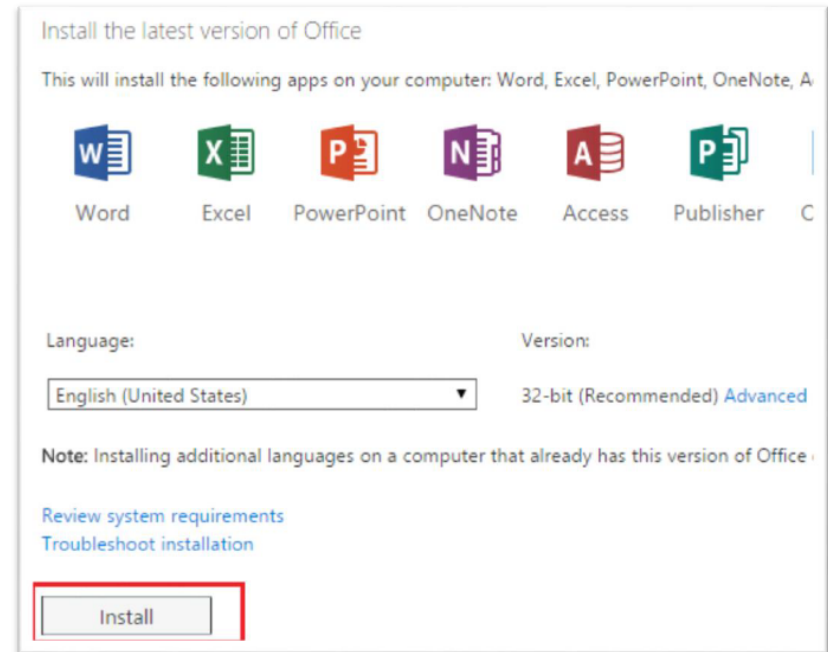 Install the latest version of Office
This will install the following apps on your computer: Word, Excel, PowerPoint, OneNote, A
W X P N A P
Word Excel PowerPoint OneNote Access Publisher
Language: Version:
English (United States) 32-bit (Recommended) Advanced
Note: Installing additional languages on a computer that already has this version of Office
Review system requirements
Troubleshoot installation
Install